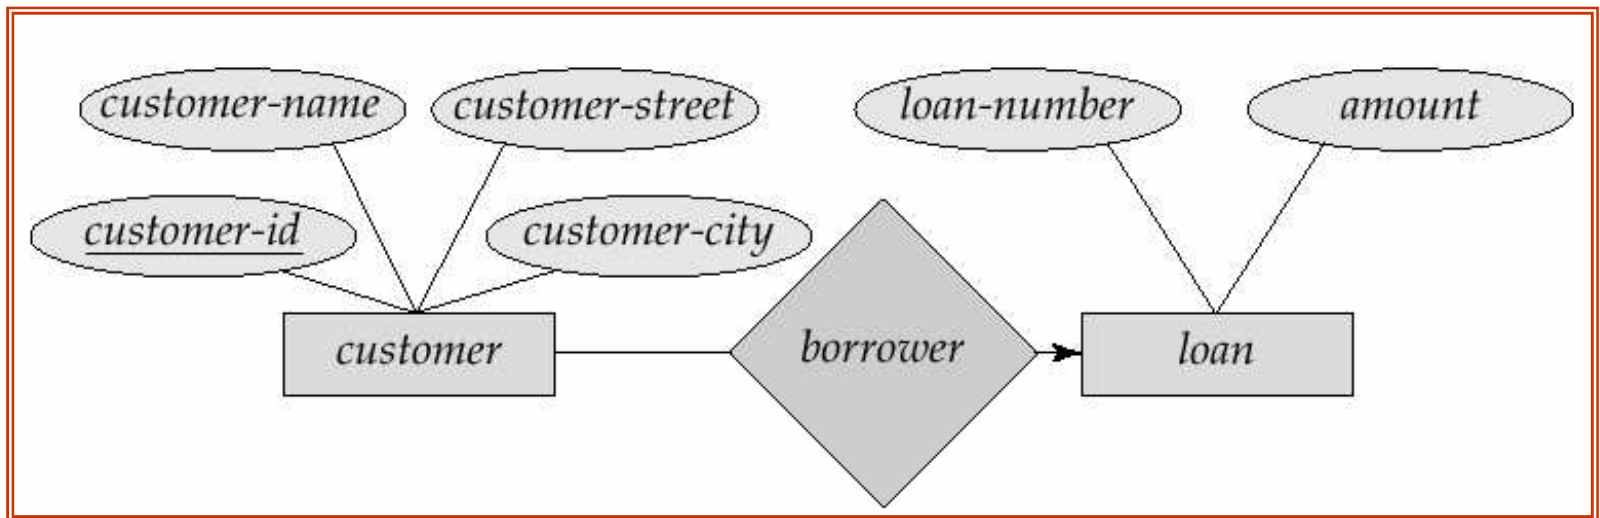 customer-name
customer-street
loan-number
amount
customer-id
customer-city
customer
borrower
loan